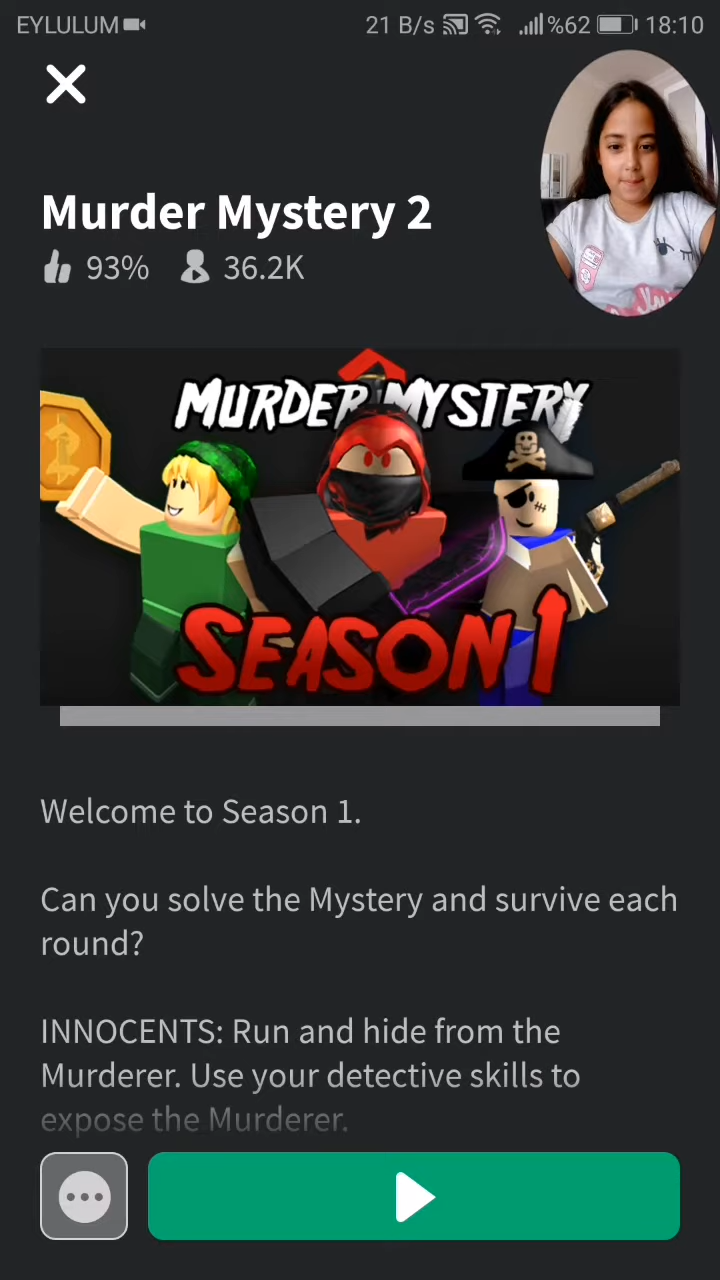 EYLULUM 21 B/s %62 18:10
Murder Mystery 2
93% 36.2K
MURDER MYSTERY
2
SEASON 1
Welcome to Season 1.
Can you solve the Mystery and survive each
round?
INNOCENTS: Run and hide from the
Murderer. Use your detective skills to
expose the Murderer.